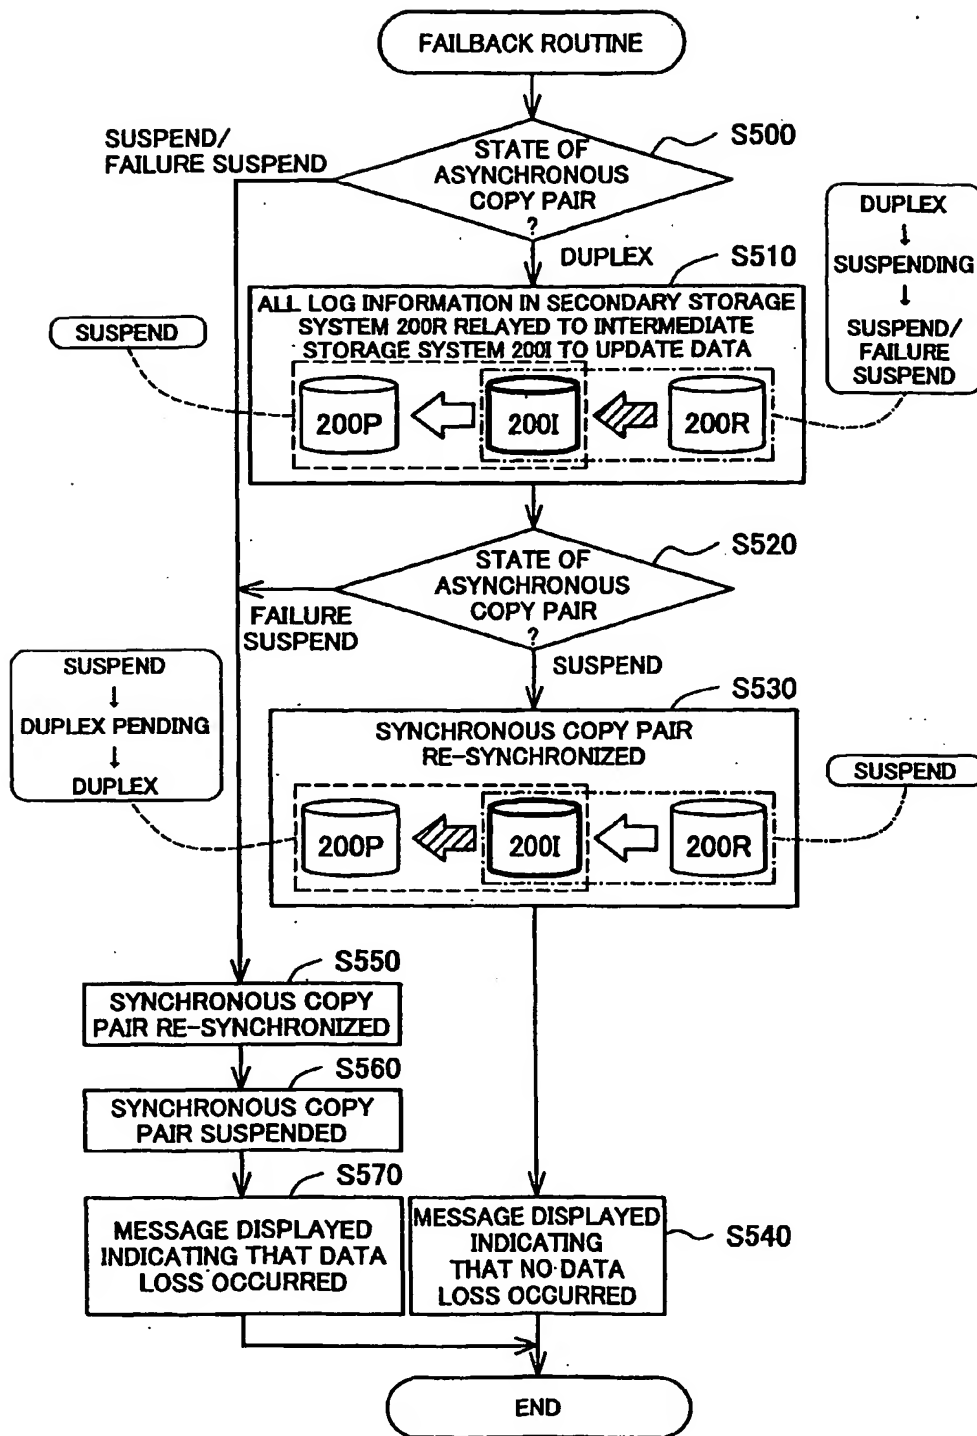 FAILBACK ROUTINE
S500
SUSPEND/
FAILURE SUSPEND
STATE OF
ASYNCHRONOUS
COPY PAIR
?
DUPLEX
S510
DUPLEX
↓
SUSPENDING
↓
SUSPEND/
FAILURE
SUSPEND
ALL LOG INFORMATION IN SECONDARY STORAGE
SYSTEM 200R RELAYED TO INTERMEDIATE
STORAGE SYSTEM 200I TO UPDATE DATA
SUSPEND
200P
200I
200R
S520
STATE OF
ASYNCHRONOUS
COPY PAIR
?
FAILURE
SUSPEND
SUSPEND
S530
SUSPEND
↓
DUPLEX PENDING
↓
DUPLEX
SYNCHRONOUS COPY PAIR
RE-SYNCHRONIZED
SUSPEND
200P
200I
200R
S550
SYNCHRONOUS COPY
PAIR RE-SYNCHRONIZED
S560
SYNCHRONOUS COPY
PAIR SUSPENDED
S570
MESSAGE DISPLAYED
INDICATING THAT DATA
LOSS OCCURRED
MESSAGE DISPLAYED
INDICATING
THAT NO DATA
LOSS OCCURRED
S540
END